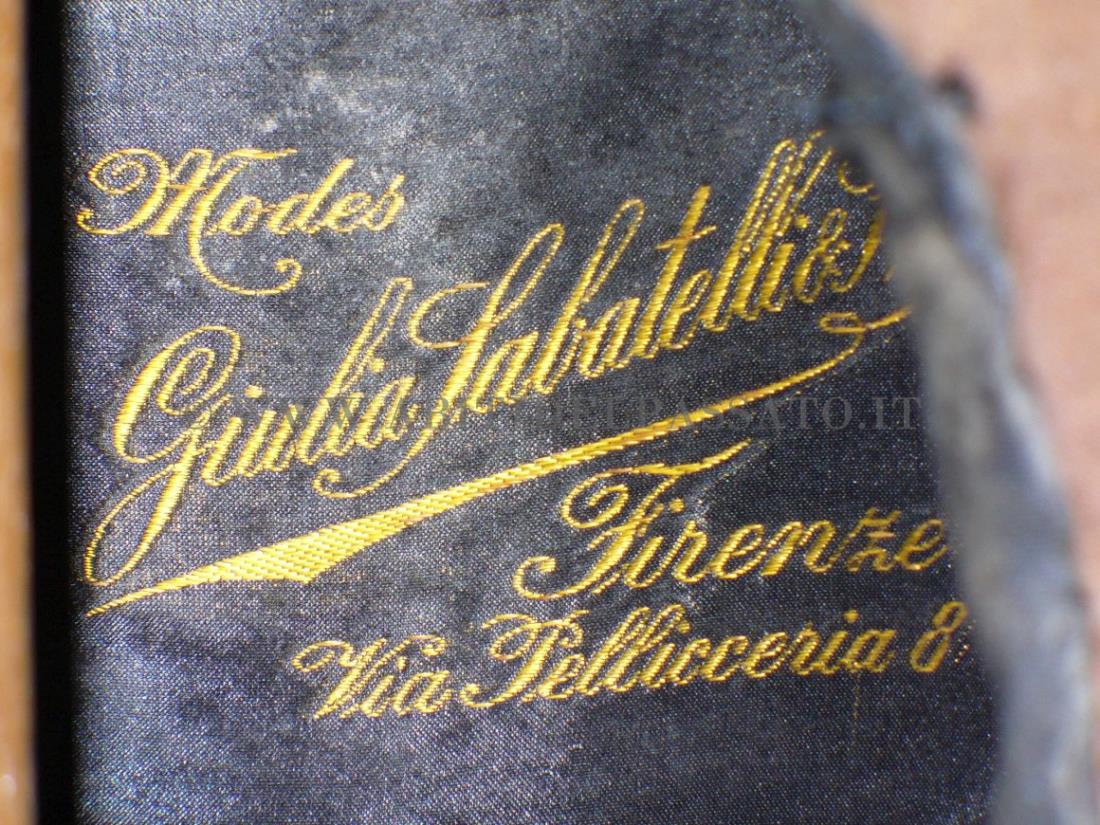 Modes
Giulia Sabatelli &
Firenze
Via Pellicceria 8